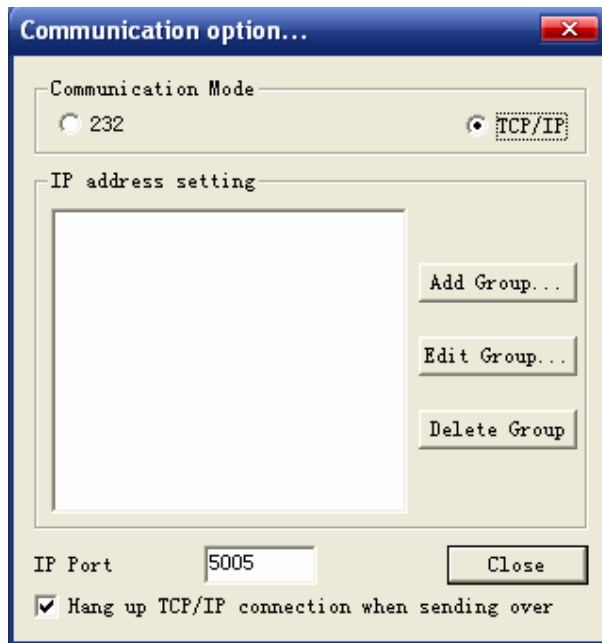 Communication option...
Communication Mode
232 TCP/IP
IP address setting
Add Group...
Edit Group...
Delete Group
IP Port 5005 Close
Hang up TCP/IP connection when sending over